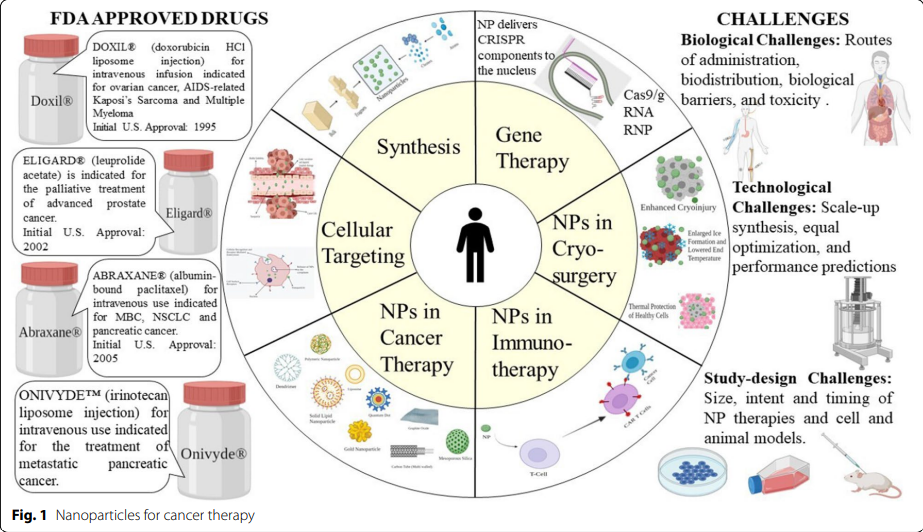 FDA APPROVED DRUGS
Doxil®
DOXIL® (doxorubicin HCl
liposome injection) for
intravenous infusion indicated
for ovarian cancer, AIDS-related
Kaposi's Sarcoma and Multiple
Myeloma
Initial U.S. Approval: 1995
ELIGARD® (leuprolide
acetate) is indicated for
the palliative treatment
of advanced prostate
cancer.
Initial U.S. Approval:
2002
Eligard®
Abraxane®
ABRAXANE® (albumin-
bound paclitaxel) for
intravenous use indicated
for MBC, NSCLC and
pancreatic cancer.
Initial U.S. Approval:
2005
ONIVYDE™ (irinotecan
liposome injection) for
intravenous use indicated
for the treatment of
metastatic pancreatic
cancer.
Onivyde®
Synthesis
Nanoparticles
Gene
Therapy
NP delivers
CRISPR
components to
the nucleus
Cas9/g
RNA
RNP
Cellular
Targeting
NPs in
Cryo-
surgery
Enhanced Cryoinjury
Enlarged Ice
Formation and
Lowered End
Temperature
Thermal Protection
of Healthy Cells
NPs in
Cancer
Therapy
Polymeric Nanoparticle
Dendrimer
Liposome
Solid Lipid
Nanoparticle
Quantum Dot
Gold Nanoparticle
Mesoporous Silica
NPs in
Immuno-
therapy
NP
T-Cell
CAR T Cells
Cancer
Cell
CHALLENGES
Biological Challenges: Routes
of administration,
biodistribution, biological
barriers, and toxicity .
Technological
Challenges: Scale-up
synthesis, equal
optimization, and
performance predictions
Study-design Challenges:
Size, intent and timing of
NP therapies and cell and
animal models.
Fig. 1 Nanoparticles for cancer therapy